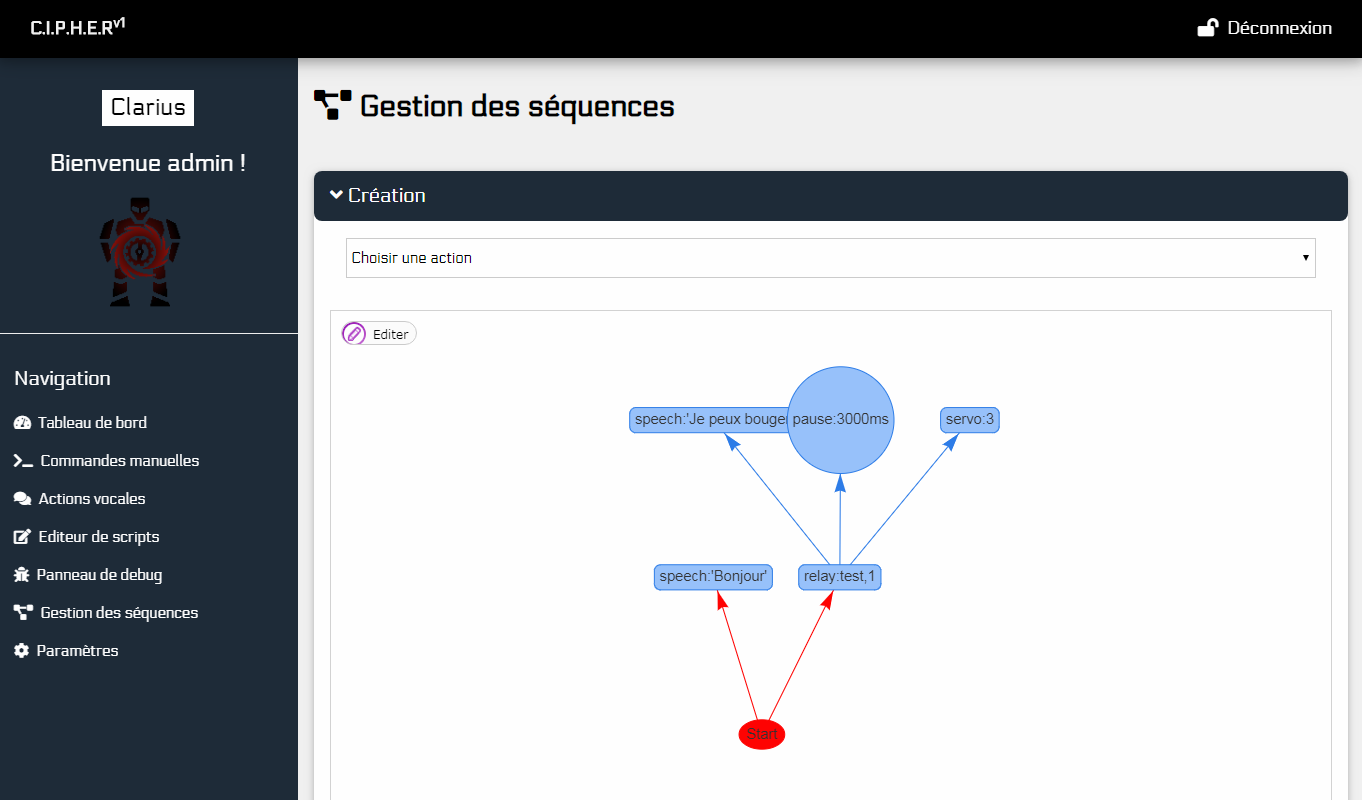 C.I.P.H.E.R v1
Déconnexion
Clarius
Bienvenue admin !
Navigation
Tableau de bord
Commandes manuelles
Actions vocales
Editeur de scripts
Panneau de debug
Gestion des séquences
Paramètres
Gestion des séquences
Création
Choisir une action
Editer
speech:'Je peux bouger
pause:3000ms
servo:3
speech:'Bonjour'
relay:test,1
Start